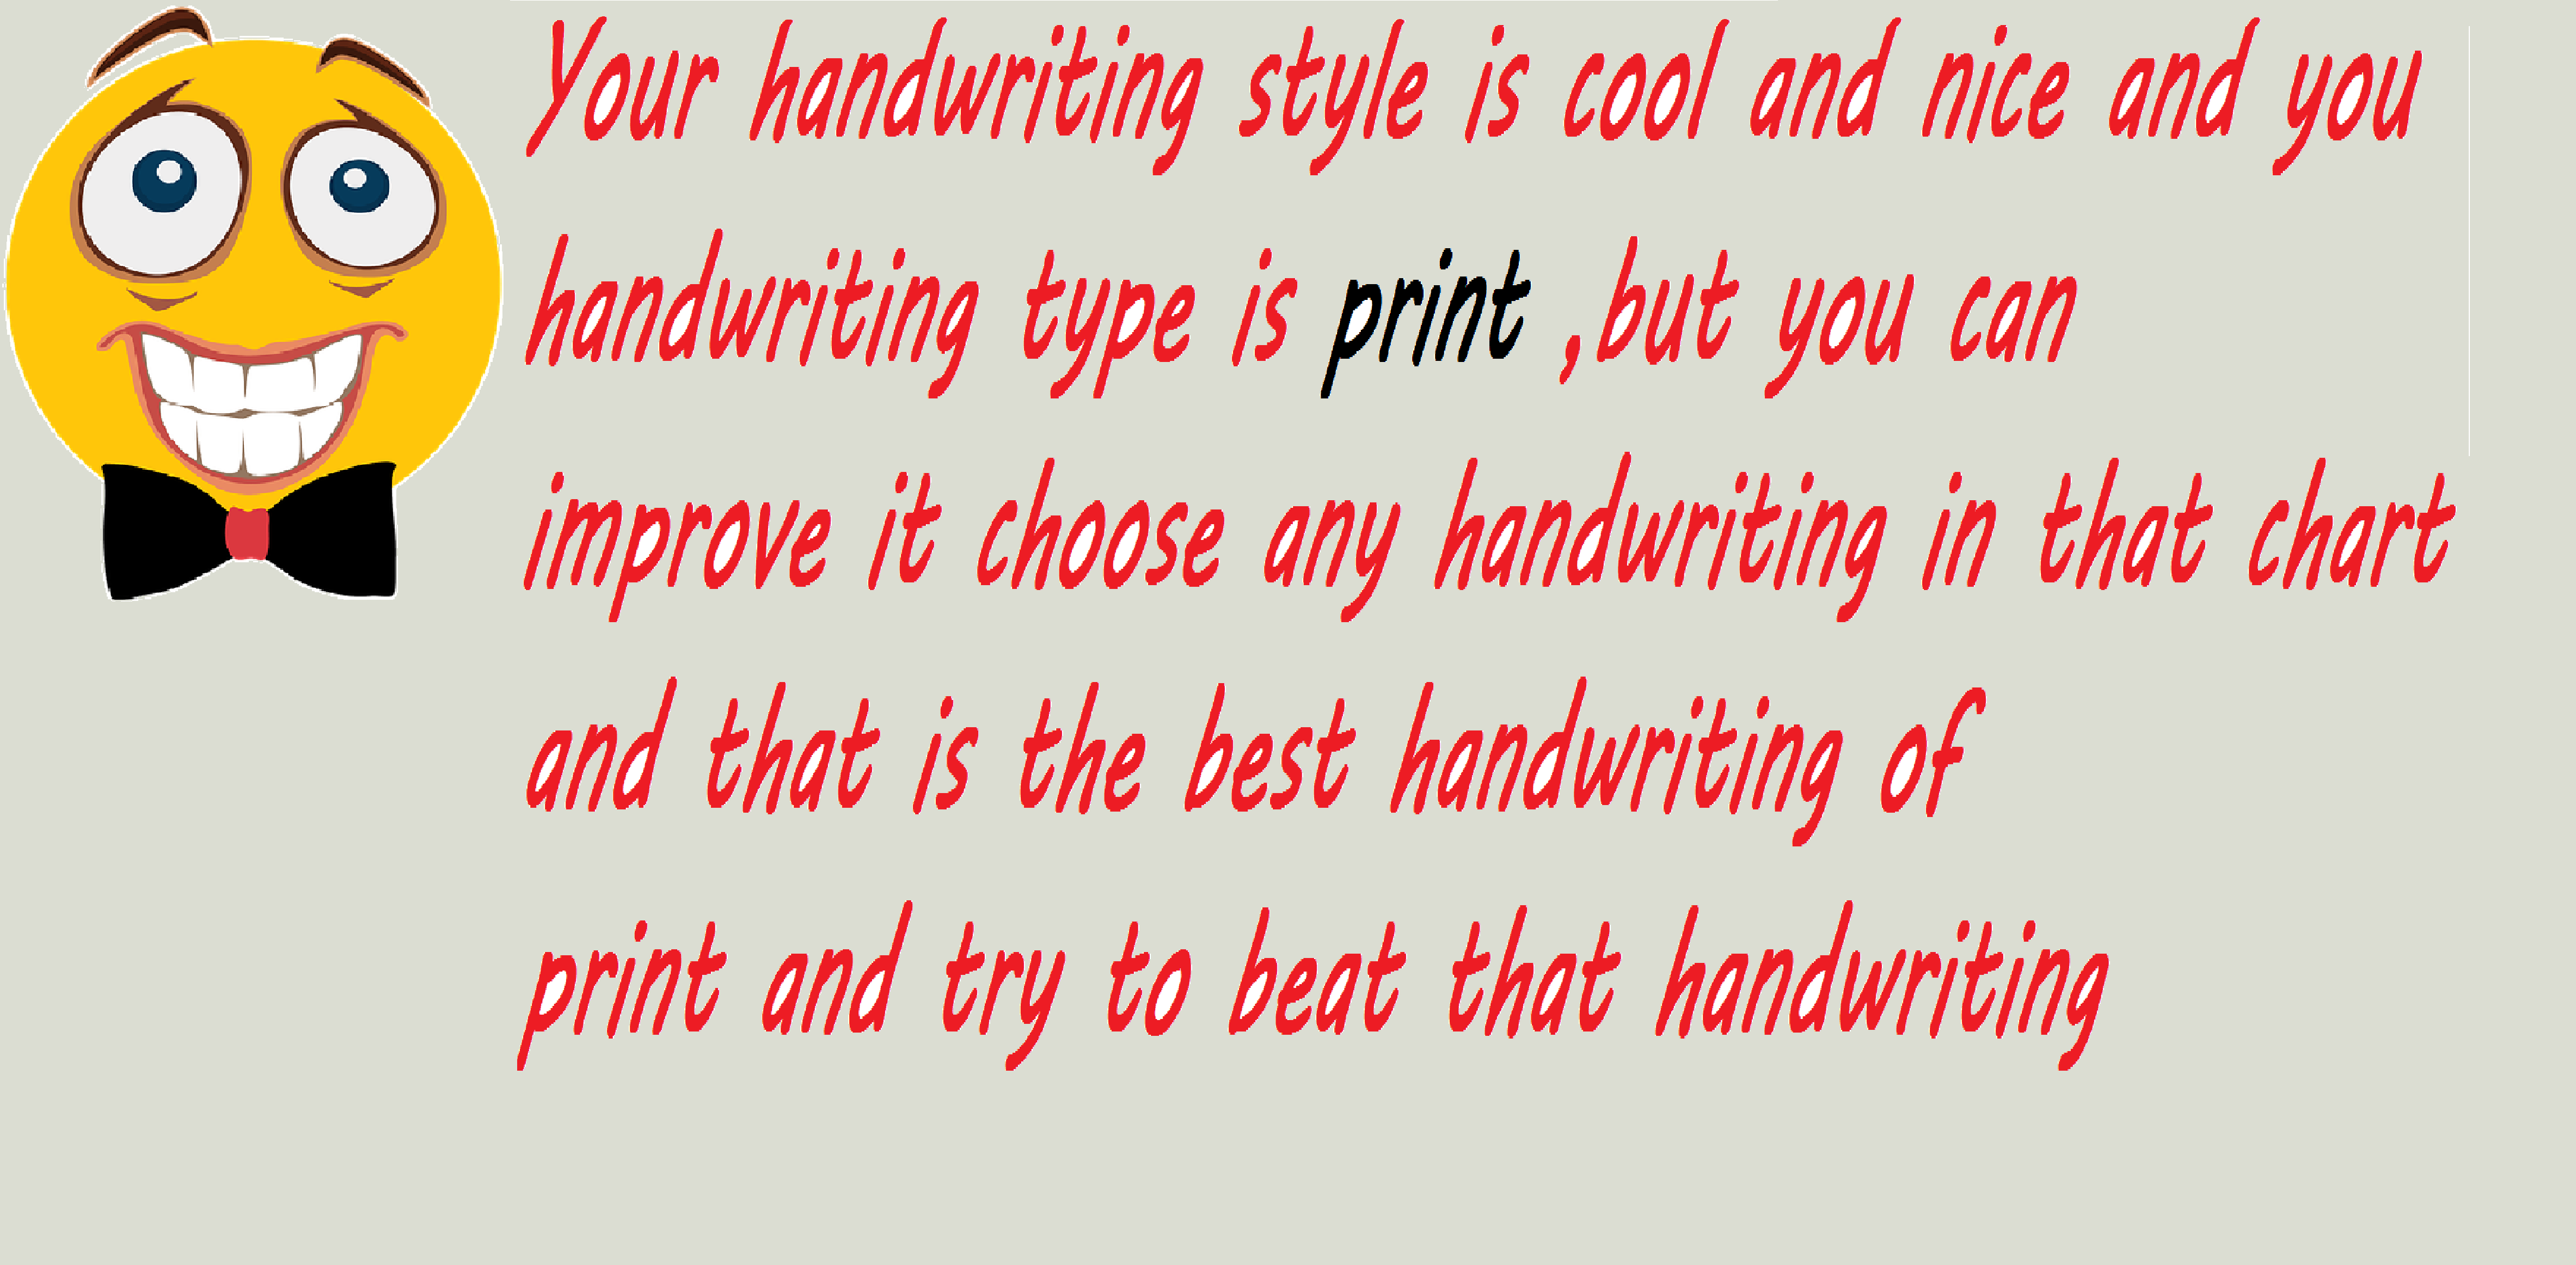 Your handwriting style is cool and nice and you
handwriting type is print ,but you can
improve it choose any handwriting in that chart
and that is the best handwriting of
print and try to beat that handwriting